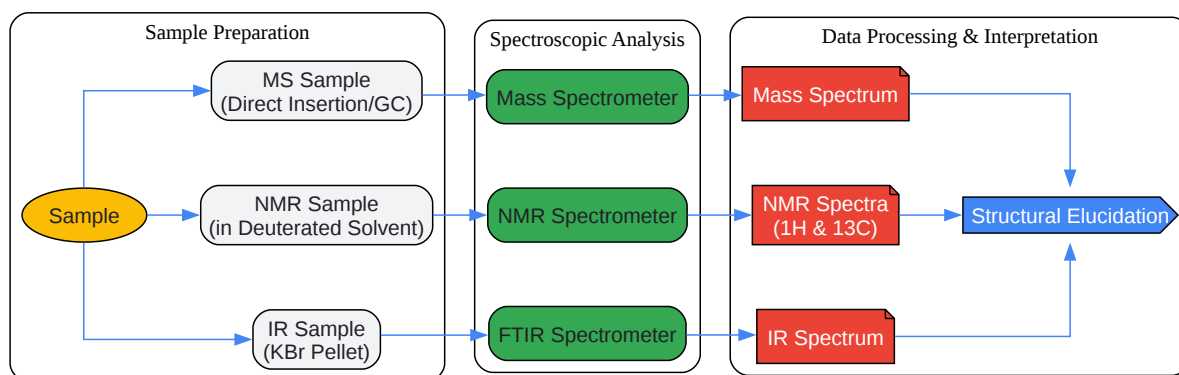 Sample Preparation
Spectroscopic Analysis
Data Processing & Interpretation
MS Sample
(Direct Insertion/GC)
Mass Spectrometer
Mass Spectrum
Sample
NMR Sample
(in Deuterated Solvent)
NMR Spectrometer
NMR Spectra
(1H & 13C)
Structural Elucidation
IR Sample
(KBr Pellet)
FTIR Spectrometer
IR Spectrum